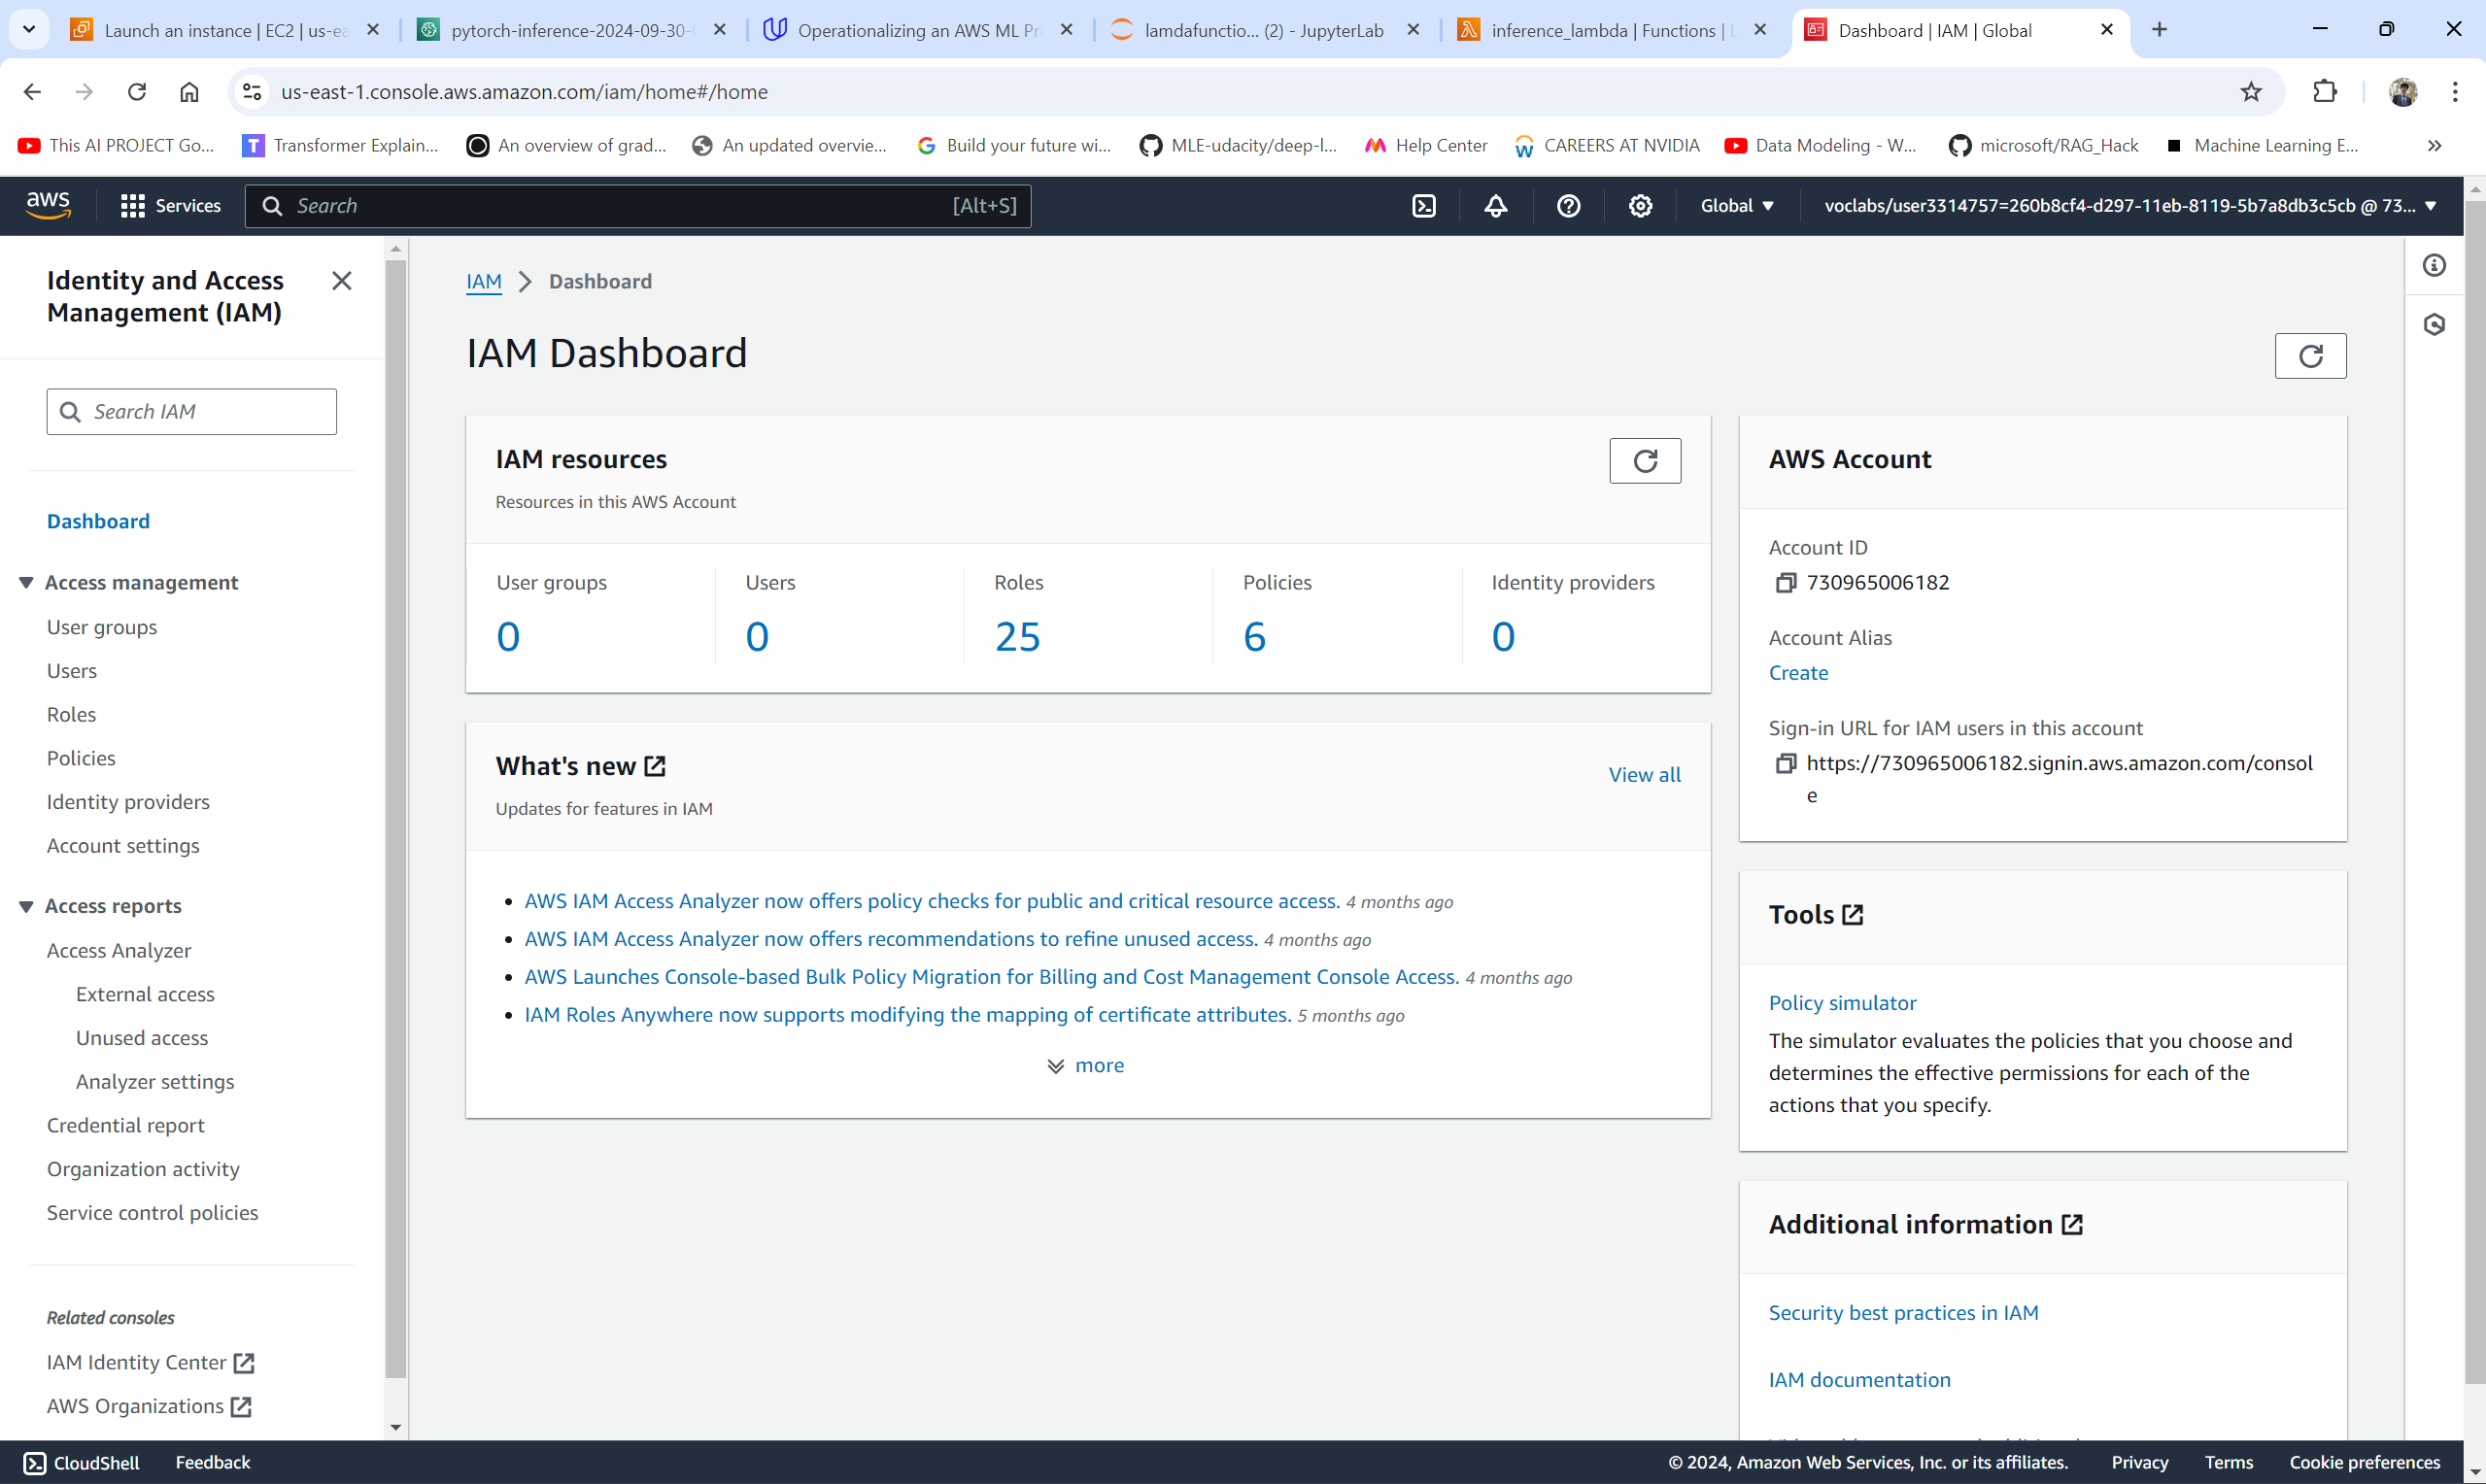 Launch an instance | EC2 | us-ea
pytorch-inference-2024-09-30-
Operationalizing an AWS ML Pr
lamdafunctio... (2) - JupyterLab
inference_lambda | Functions |
Dashboard | IAM | Global
us-east-1.console.aws.amazon.com/iam/home#/home
This AI PROJECT Go...
Transformer Explain...
An overview of grad...
An updated overvie...
Build your future wi...
MLE-udacity/deep-l...
Help Center
CAREERS AT NVIDIA
Data Modeling - W...
microsoft/RAG_Hack
Machine Learning E...
aws
Services
Search
[Alt+S]
Global
voclabs/user3314757=260b8cf4-d297-11eb-8119-5b7a8db3c5cb @ 73...
Identity and Access
Management (IAM)
Search IAM
Dashboard
Access management
User groups
Users
Roles
Policies
Identity providers
Account settings
Access reports
Access Analyzer
External access
Unused access
Analyzer settings
Credential report
Organization activity
Service control policies
Related consoles
IAM Identity Center
AWS Organizations
IAM
Dashboard
IAM Dashboard
IAM resources
Resources in this AWS Account
User groups
0
Users
0
Roles
25
Policies
6
Identity providers
0
What's new
View all
Updates for features in IAM
AWS IAM Access Analyzer now offers policy checks for public and critical resource access. 4 months ago
AWS IAM Access Analyzer now offers recommendations to refine unused access. 4 months ago
AWS Launches Console-based Bulk Policy Migration for Billing and Cost Management Console Access. 4 months ago
IAM Roles Anywhere now supports modifying the mapping of certificate attributes. 5 months ago
more
AWS Account
Account ID
730965006182
Account Alias
Create
Sign-in URL for IAM users in this account
https://730965006182.signin.aws.amazon.com/consol
e
Tools
Policy simulator
The simulator evaluates the policies that you choose and
determines the effective permissions for each of the
actions that you specify.
Additional information
Security best practices in IAM
IAM documentation
CloudShell
Feedback
© 2024, Amazon Web Services, Inc. or its affiliates.
Privacy
Terms
Cookie preferences